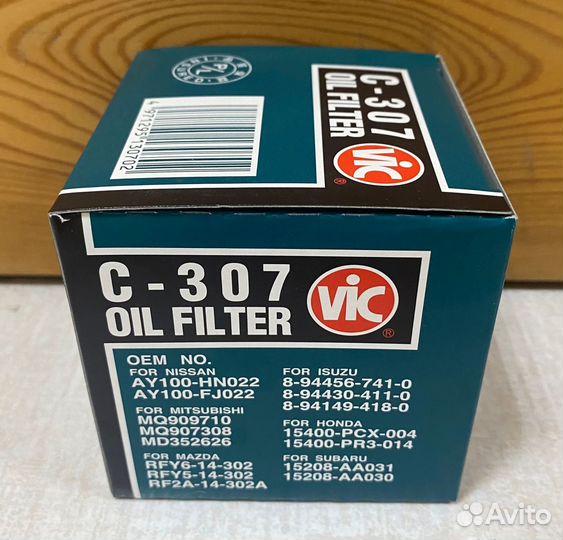 C-307
OIL FILTER
VIC
®
4971295130702
P/L
C-307
OIL FILTER
VIC
®
OEM NO.
FOR NISSAN
AY100-HN022
AY100-FJ022
FOR MITSUBISHI
MQ909710
MQ907308
MD352626
FOR MAZDA
RFY6-14-302
RFY5-14-302
RF2A-14-302A
FOR ISUZU
8-94456-741-0
8-94430-411-0
8-94149-418-0
FOR HONDA
15400-PCX-004
15400-PR3-014
FOR SUBARU
15208-AA031
15208-AA030
Avito